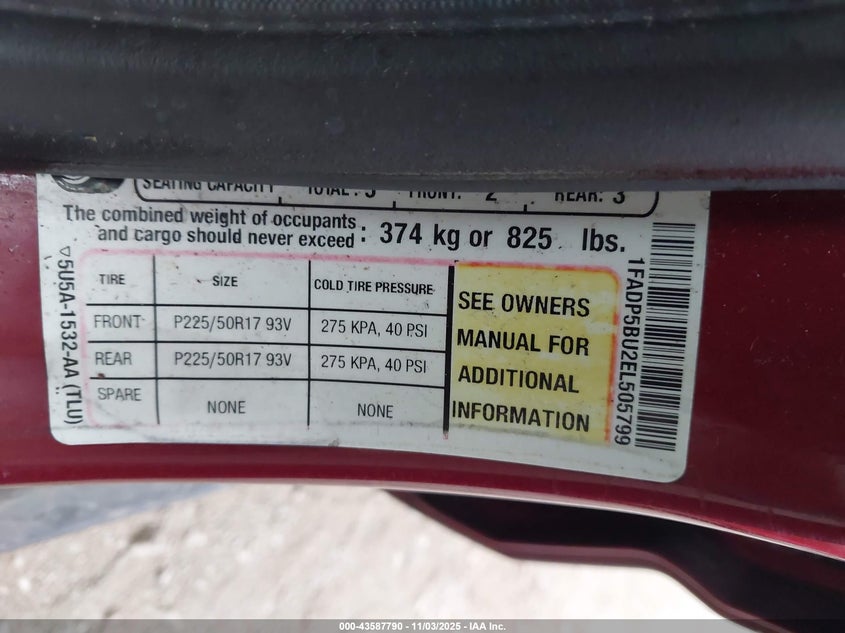 SEATING CAPACITY TOTAL: 5 FRONT: 2 REAR: 3
The combined weight of occupants
and cargo should never exceed : 374 kg or 825 lbs.
TIRE SIZE COLD TIRE PRESSURE
FRONT P225/50R17 93V 275 KPA, 40 PSI
REAR P225/50R17 93V 275 KPA, 40 PSI
SPARE NONE NONE
SEE OWNERS
MANUAL FOR
ADDITIONAL
INFORMATION
5U5A-1532-AA (TLU)
1FADP5BU2EL505799
000-43587790 - 11/03/2025 - IAA Inc.